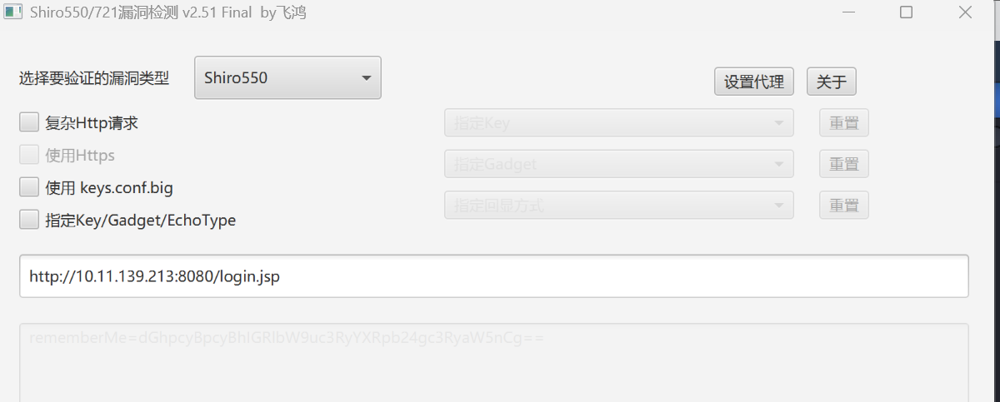 Shiro550/721漏洞检测 v2.51 Final by飞鸿
选择要验证的漏洞类型 Shiro550 设置代理 关于
复杂Http请求 指定Key 重置
使用Https 指定Gadget 重置
使用 keys.conf.big 指定回显方式 重置
指定Key/Gadget/EchoType
http://10.11.139.213:8080/login.jsp
rememberMe=dGhpcyBpcyBhIGRlbW9uc3RyYXRpb24gc3RyaW5nCg==